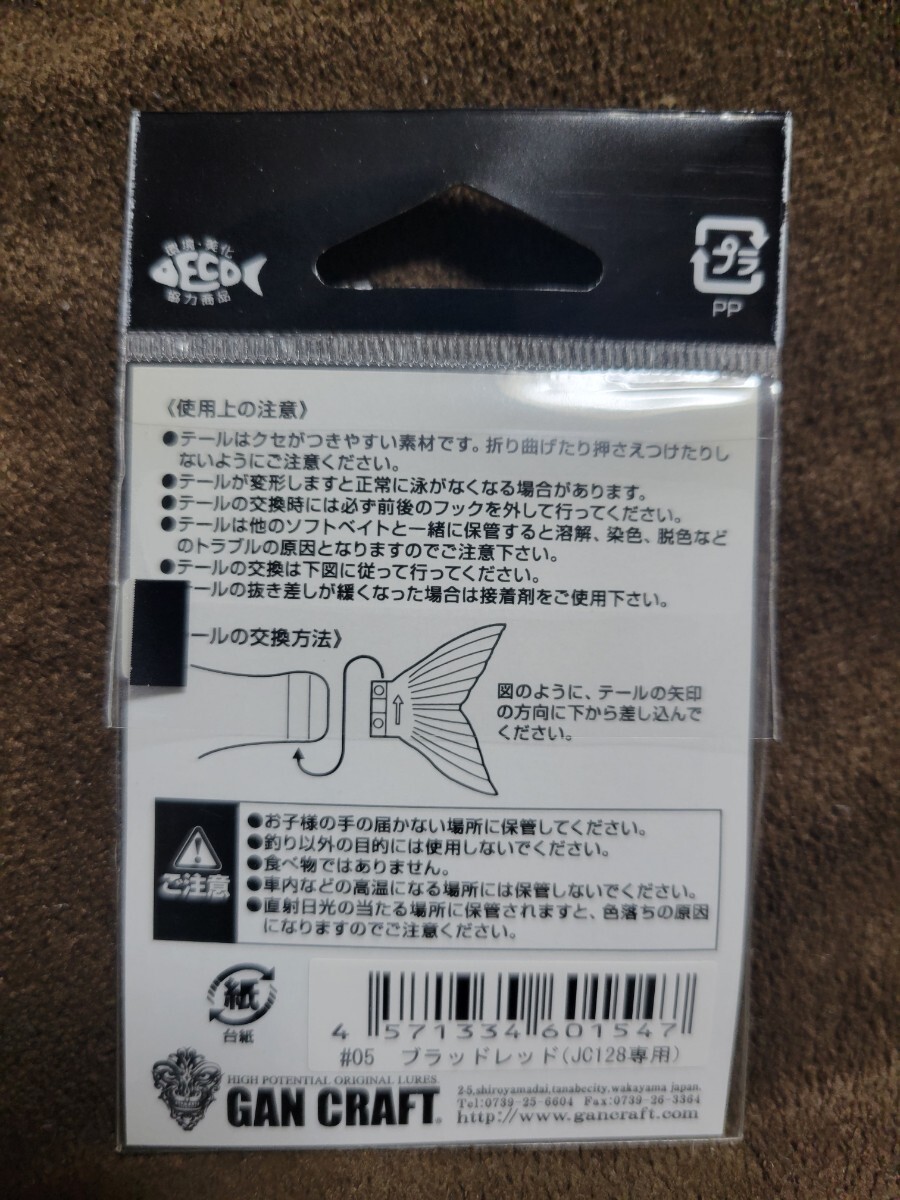 環境・美化
ECO
協力商品
プラ
PP
《使用上の注意》
●テールはクセがつきやすい素材です。折り曲げたり押さえつけたりし
ないようにご注意ください。
●テールが変形しますと正常に泳がなくなる場合があります。
●テールの交換時には必ず前後のフックを外して行ってください。
●テールは他のソフトベイトと一緒に保管すると溶解、染色、脱色など
のトラブルの原因となりますのでご注意下さい。
●テールの交換は下図に従って行ってください。
ールの抜き差しが緩くなった場合は接着剤をご使用下さい。
ールの交換方法》
図のように、テールの矢印
の方向に下から差し込んで
ください。
ご注意
●お子様の手の届かない場所に保管してください。
●釣り以外の目的には使用しないでください。
●食べ物ではありません。
●車内などの高温になる場所には保管しないでください。
●直射日光の当たる場所に保管されますと、色落ちの原因
になりますのでご注意ください。
紙
台紙
4 571334 601547
#05 ブラッドレッド(JC128専用)
HIGH POTENTIAL ORIGINAL LURES
GAN CRAFT®
2-5,shiroyamadai,tanabecity,wakayama japan.
Tel:0739-25-6604 Fax:0739-26-3364
http://www.gancraft.com